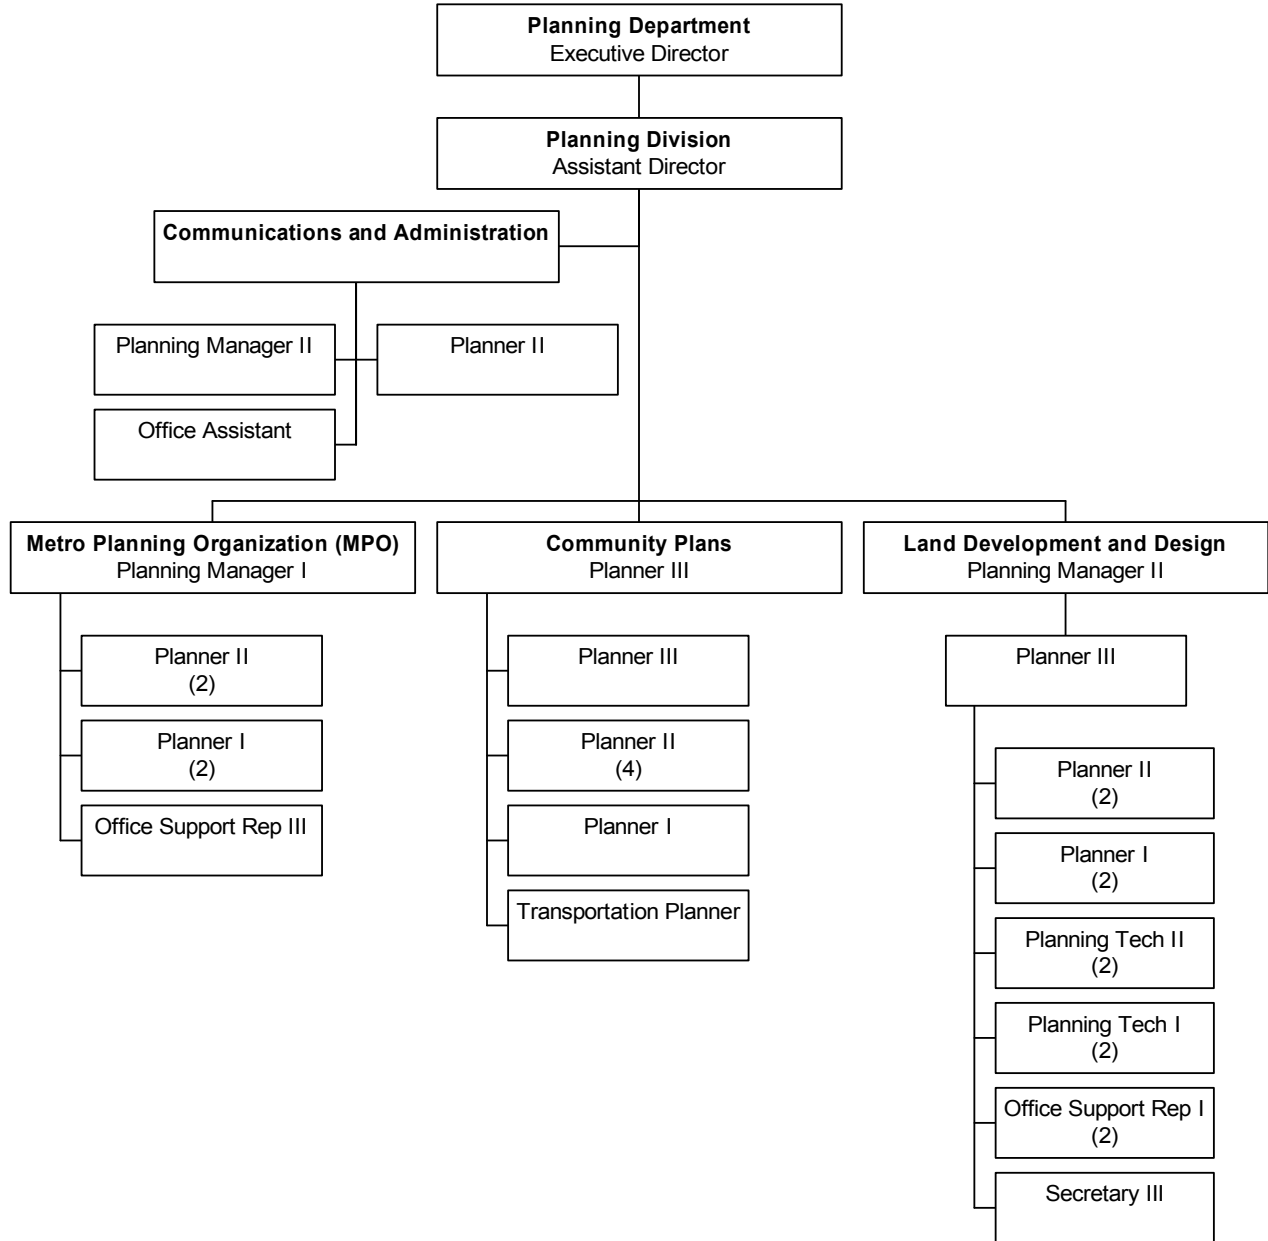 Planning Department
Executive Director
Planning Division
Assistant Director
Communications and Administration
Planning Manager II
Planner II
Office Assistant
Metro Planning Organization (MPO)
Planning Manager I
Planner II
(2)
Planner I
(2)
Office Support Rep III
Community Plans
Planner III
Planner III
Planner II
(4)
Planner I
Transportation Planner
Land Development and Design
Planning Manager II
Planner III
Planner II
(2)
Planner I
(2)
Planning Tech II
(2)
Planning Tech I
(2)
Office Support Rep I
(2)
Secretary III